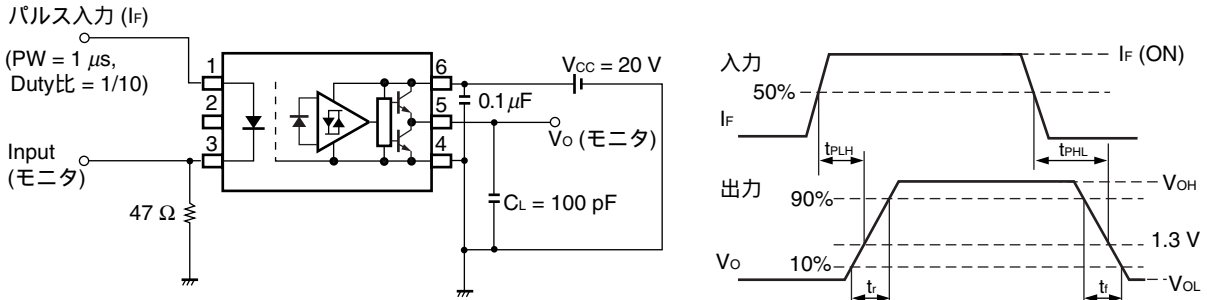 パルス入力 (IF)
(PW = 1 μs,
Duty比 = 1/10)
1
2
3
6
5
4
VCC = 20 V
0.1 μF
VO (モニタ)
Input
(モニタ)
47 Ω
CL = 100 pF
入力
50%
IF
IF (ON)
tPLH
tPHL
出力
90%
VOH
1.3 V
VO
10%
VOL
tr
tf